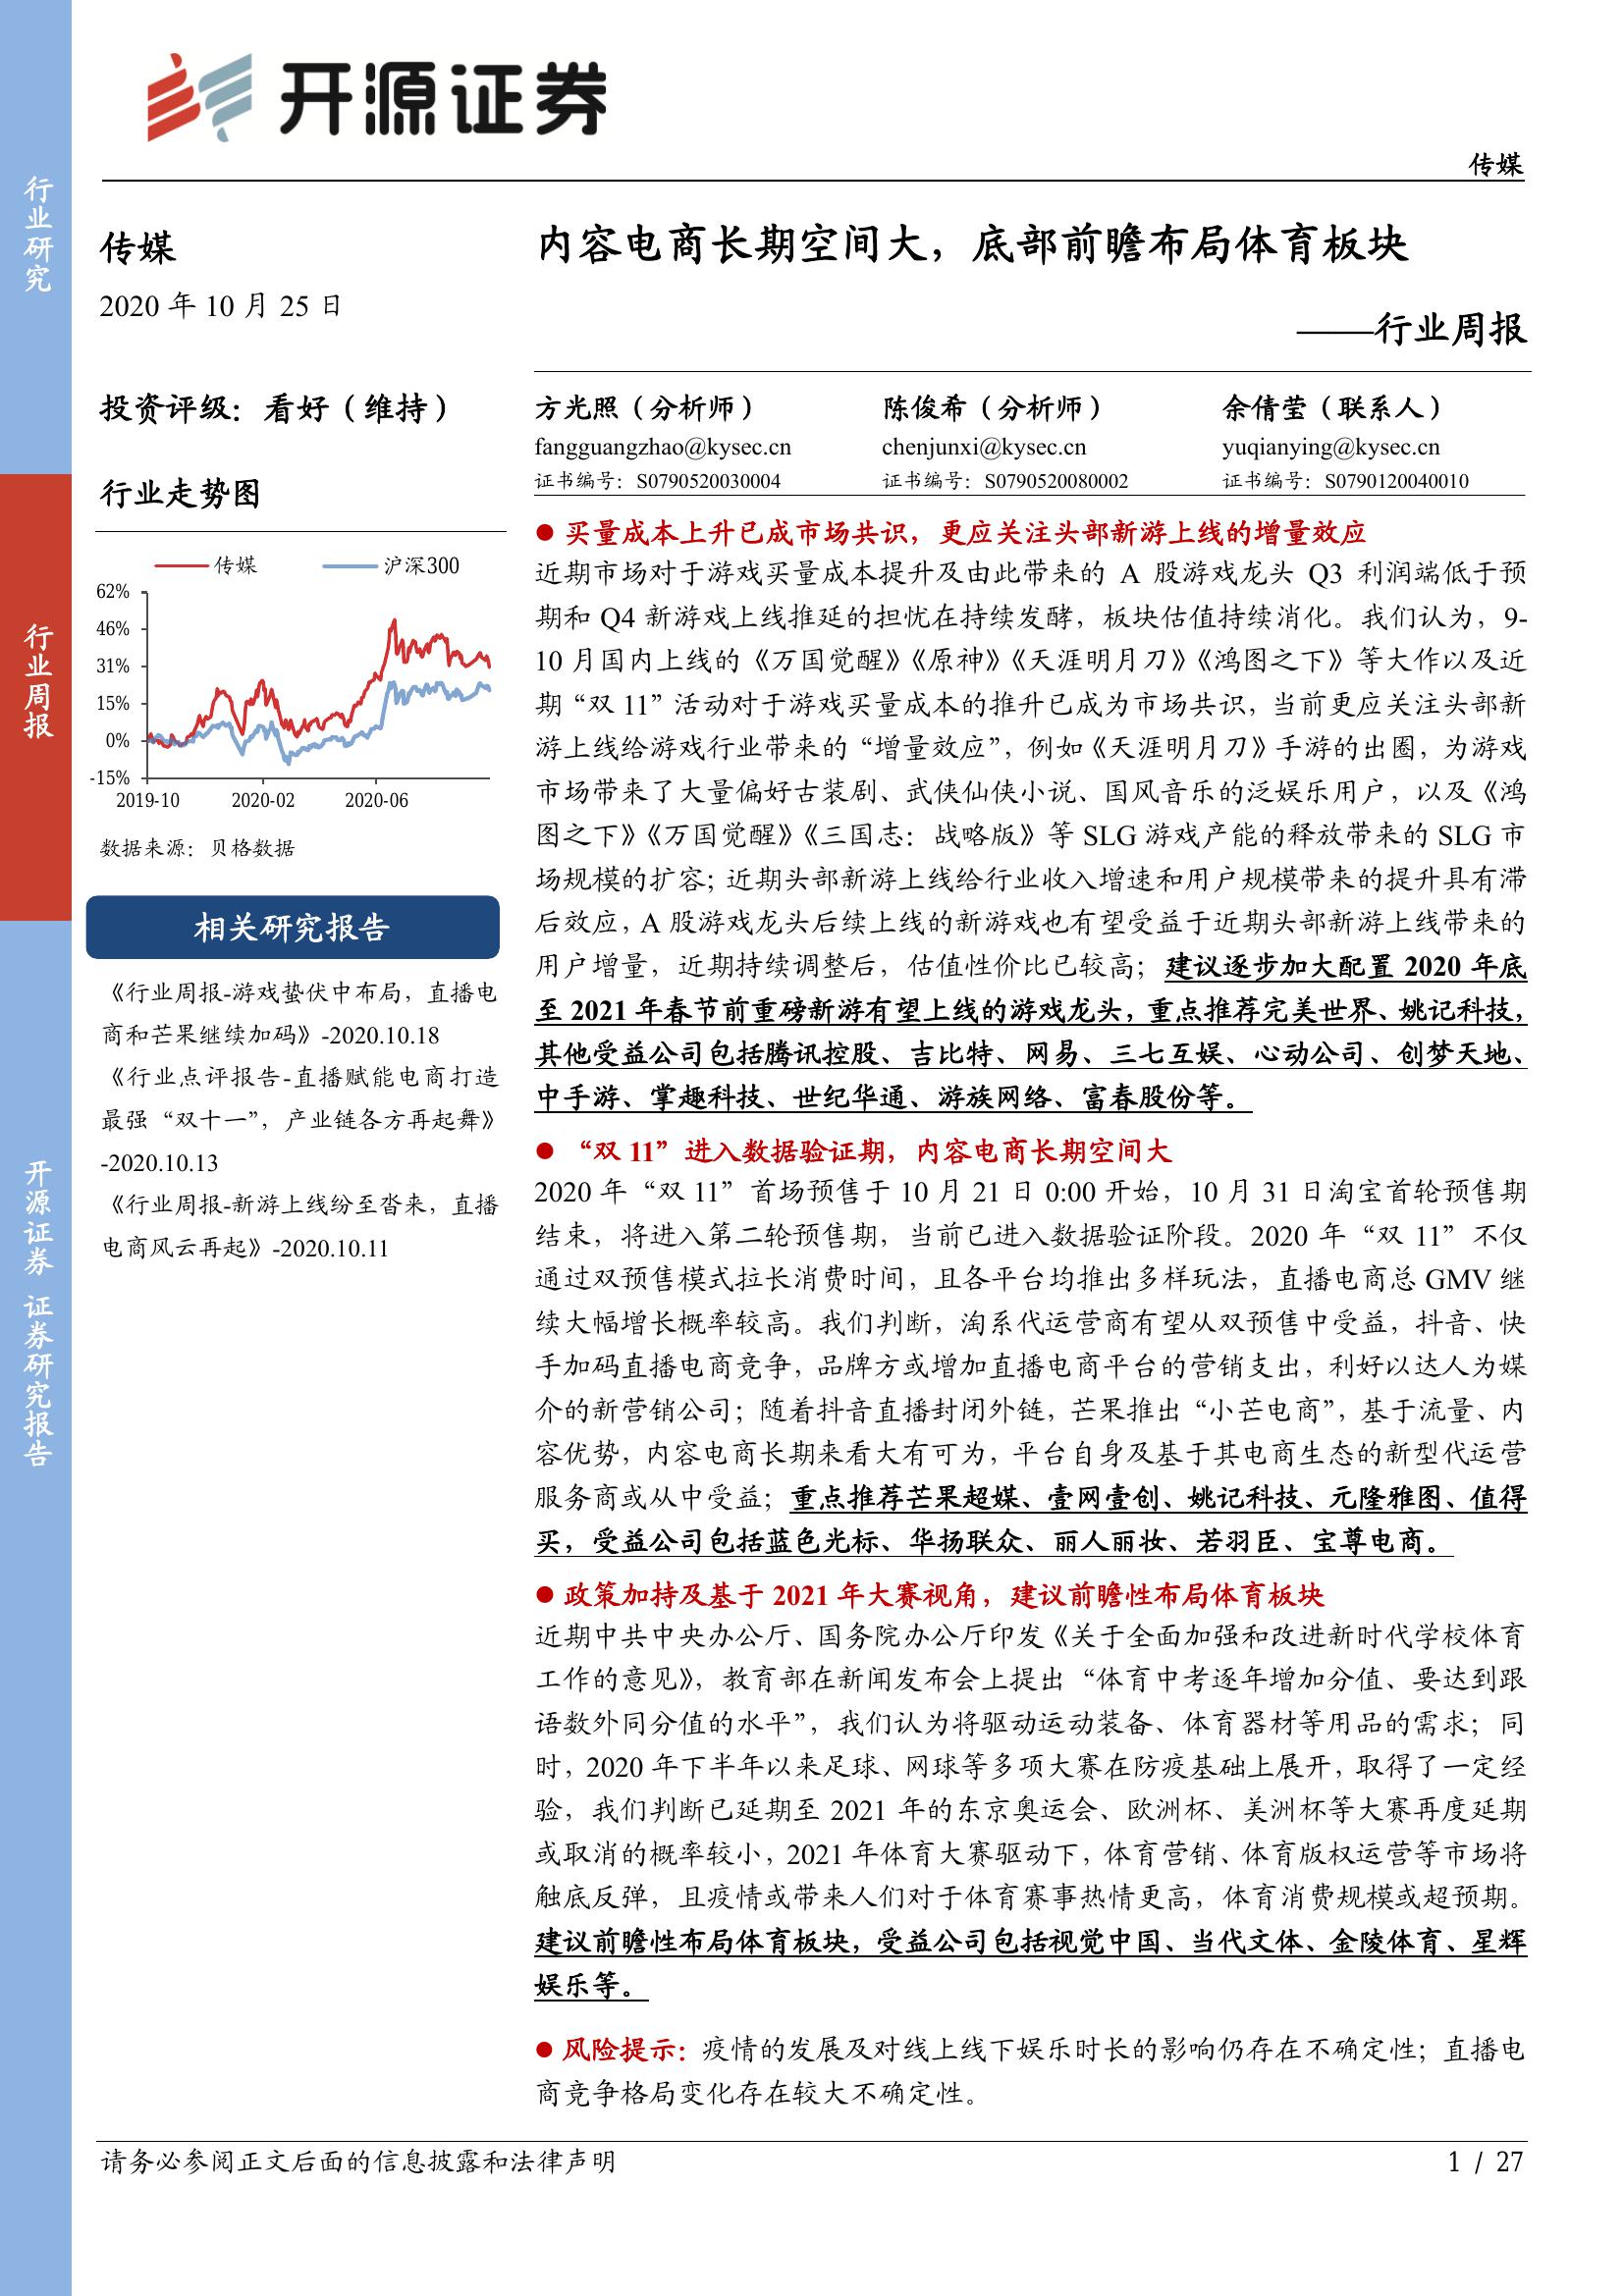 开源证券
传媒
行业研究
行业周报
开源证券 证券研究报告
传媒
2020 年 10 月 25 日
投资评级：看好（维持）
行业走势图
传媒 沪深300
62%
46%
31%
15%
0%
-15%
2019-10 2020-02 2020-06
数据来源：贝格数据
相关研究报告
《行业周报-游戏蛰伏中布局，直播电
商和芒果继续加码》-2020.10.18
《行业点评报告-直播赋能电商打造
最强“双十一”，产业链各方再起舞》
-2020.10.13
《行业周报-新游上线纷至沓来，直播
电商风云再起》-2020.10.11
内容电商长期空间大，底部前瞻布局体育板块
——行业周报
方光照（分析师） 陈俊希（分析师） 余倩莹（联系人）
fangguangzhao@kysec.cn chenjunxi@kysec.cn yuqianying@kysec.cn
证书编号：S0790520030004 证书编号：S0790520080002 证书编号：S0790120040010
● 买量成本上升已成市场共识，更应关注头部新游上线的增量效应
近期市场对于游戏买量成本提升及由此带来的 A 股游戏龙头 Q3 利润端低于预
期和 Q4 新游戏上线推延的担忧在持续发酵，板块估值持续消化。我们认为，9-
10 月国内上线的《万国觉醒》《原神》《天涯明月刀》《鸿图之下》等大作以及近
期“双 11”活动对于游戏买量成本的推升已成为市场共识，当前更应关注头部新
游上线给游戏行业带来的“增量效应”，例如《天涯明月刀》手游的出圈，为游戏
市场带来了大量偏好古装剧、武侠仙侠小说、国风音乐的泛娱乐用户，以及《鸿
图之下》《万国觉醒》《三国志：战略版》等 SLG 游戏产能的释放带来的 SLG 市
场规模的扩容；近期头部新游上线给行业收入增速和用户规模带来的提升具有滞
后效应，A 股游戏龙头后续上线的新游戏也有望受益于近期头部新游上线带来的
用户增量，近期持续调整后，估值性价比已较高；建议逐步加大配置 2020 年底
至 2021 年春节前重磅新游有望上线的游戏龙头，重点推荐完美世界、姚记科技，
其他受益公司包括腾讯控股、吉比特、网易、三七互娱、心动公司、创梦天地、
中手游、掌趣科技、世纪华通、游族网络、富春股份等。
● “双 11”进入数据验证期，内容电商长期空间大
2020 年“双 11”首场预售于 10 月 21 日 0:00 开始，10 月 31 日淘宝首轮预售期
结束，将进入第二轮预售期，当前已进入数据验证阶段。2020 年“双 11”不仅
通过双预售模式拉长消费时间，且各平台均推出多样玩法，直播电商总 GMV 继
续大幅增长概率较高。我们判断，淘系代运营商有望从双预售中受益，抖音、快
手加码直播电商竞争，品牌方或增加直播电商平台的营销支出，利好以达人为媒
介的新营销公司；随着抖音直播封闭外链，芒果推出“小芒电商”，基于流量、内
容优势，内容电商长期来看大有可为，平台自身及基于其电商生态的新型代运营
服务商或从中受益；重点推荐芒果超媒、壹网壹创、姚记科技、元隆雅图、值得
买，受益公司包括蓝色光标、华扬联众、丽人丽妆、若羽臣、宝尊电商。
● 政策加持及基于 2021 年大赛视角，建议前瞻性布局体育板块
近期中共中央办公厅、国务院办公厅印发《关于全面加强和改进新时代学校体育
工作的意见》，教育部在新闻发布会上提出 “体育中考逐年增加分值、要达到跟
语数外同分值的水平”，我们认为将驱动运动装备、体育器材等用品的需求；同
时，2020 年下半年以来足球、网球等多项大赛在防疫基础上展开，取得了一定经
验，我们判断已延期至 2021 年的东京奥运会、欧洲杯、美洲杯等大赛再度延期
或取消的概率较小，2021 年体育大赛驱动下，体育营销、体育版权运营等市场将
触底反弹，且疫情或带来人们对于体育赛事热情更高，体育消费规模或超预期。
建议前瞻性布局体育板块，受益公司包括视觉中国、当代文体、金陵体育、星辉
娱乐等。
● 风险提示：疫情的发展及对线上线下娱乐时长的影响仍存在不确定性；直播电
商竞争格局变化存在较大不确定性。
请务必参阅正文后面的信息披露和法律声明 1 / 27